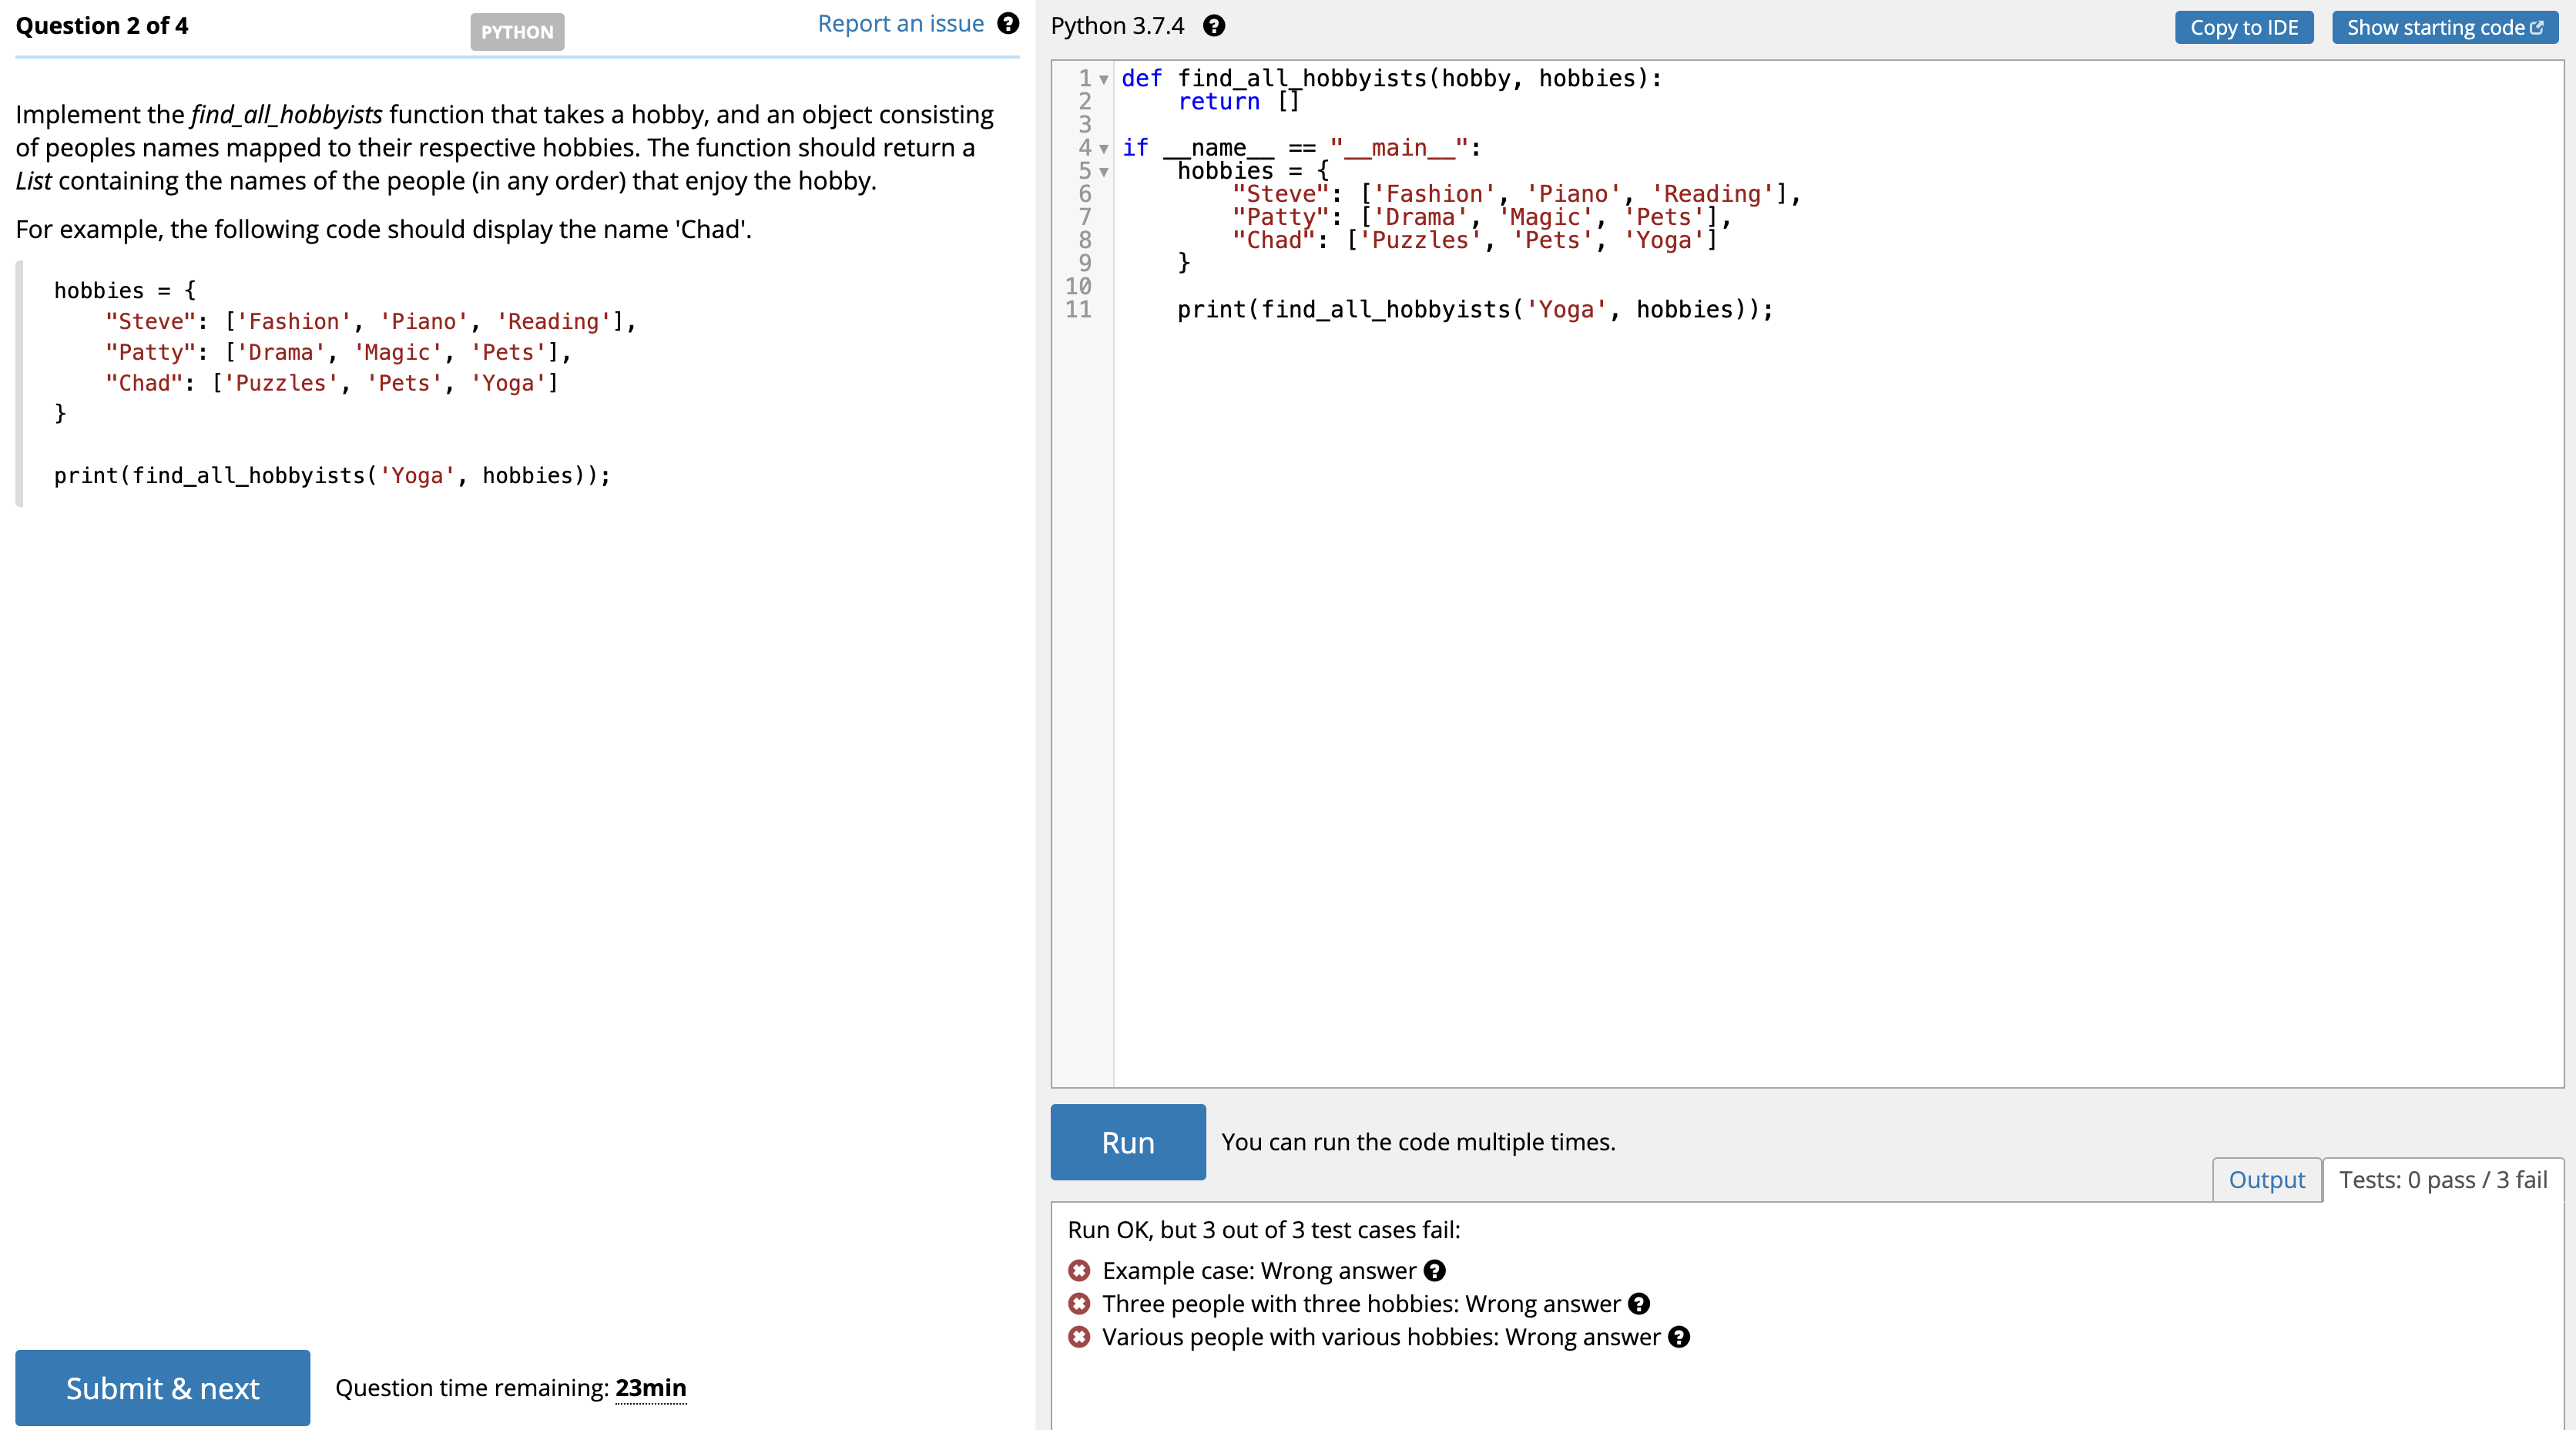 Question 2 of 4
PYTHON
Report an issue ?
Implement the find_all_hobbyists function that takes a hobby, and an object consisting
of peoples names mapped to their respective hobbies. The function should return a
List containing the names of the people (in any order) that enjoy the hobby.
For example, the following code should display the name 'Chad'.
hobbies = {
    "Steve": ['Fashion', 'Piano', 'Reading'],
    "Patty": ['Drama', 'Magic', 'Pets'],
    "Chad": ['Puzzles', 'Pets', 'Yoga']
}
print(find_all_hobbyists('Yoga', hobbies));
Submit & next
Question time remaining: 23min
Python 3.7.4 ?
Copy to IDE
Show starting code
1 def find_all_hobbyists(hobby, hobbies):
2     return []
3
4 if __name__ == "__main__":
5     hobbies = {
6         "Steve": ['Fashion', 'Piano', 'Reading'],
7         "Patty": ['Drama', 'Magic', 'Pets'],
8         "Chad": ['Puzzles', 'Pets', 'Yoga']
9     }
10
11     print(find_all_hobbyists('Yoga', hobbies));
Run
You can run the code multiple times.
Output
Tests: 0 pass / 3 fail
Run OK, but 3 out of 3 test cases fail:
Example case: Wrong answer ?
Three people with three hobbies: Wrong answer ?
Various people with various hobbies: Wrong answer ?